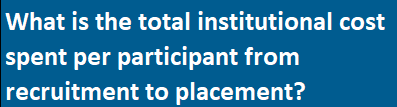 What is the total institutional cost
spent per participant from
recruitment to placement?